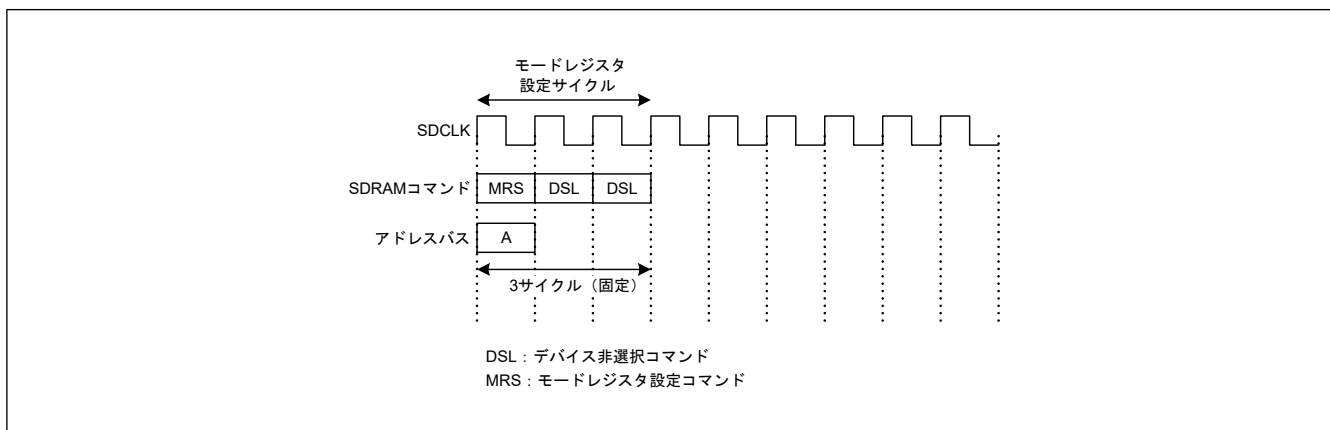 モードレジスタ
設定サイクル
SDCLK
SDRAMコマンド MRS DSL DSL
アドレスバス A
3サイクル（固定）
DSL：デバイス非選択コマンド
MRS：モードレジスタ設定コマンド